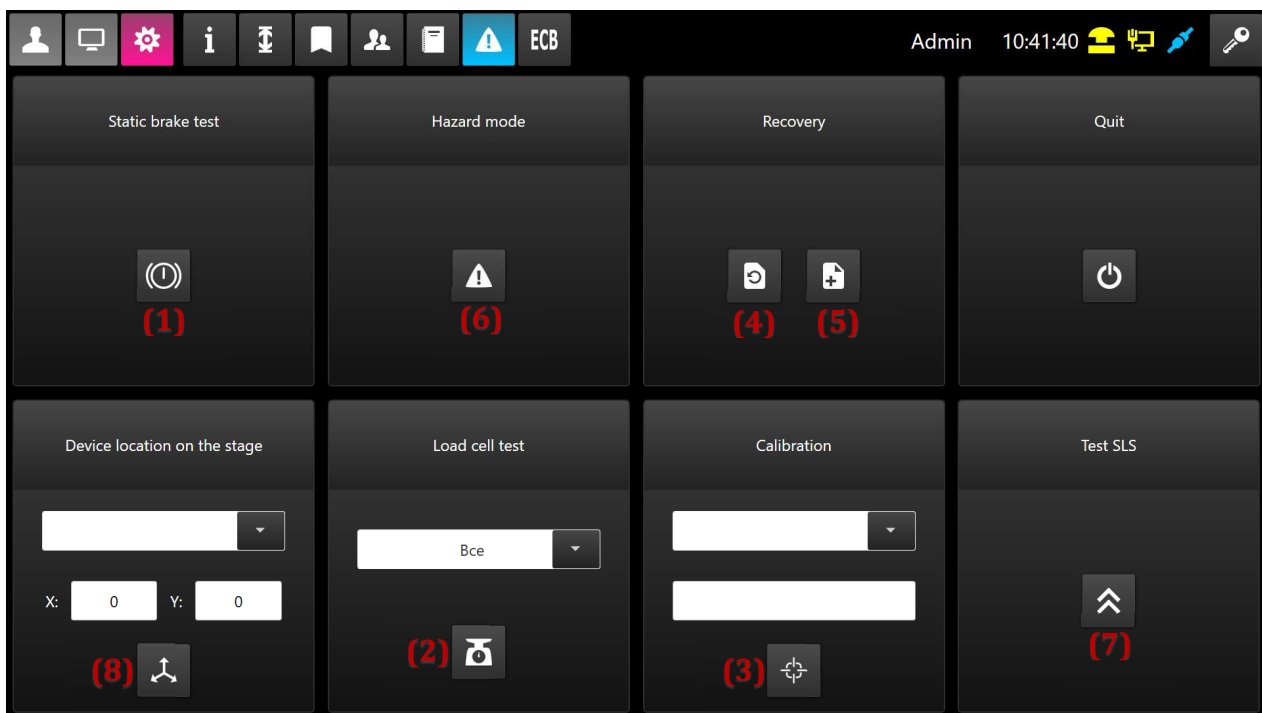 ECB
Admin 10:41:40
Static brake test
Hazard mode
Recovery
Quit
(1)
(6)
(4)
(5)
Device location on the stage
Load cell test
Calibration
Test SLS
Все
X: 0 Y: 0
(8)
(2)
(3)
(7)